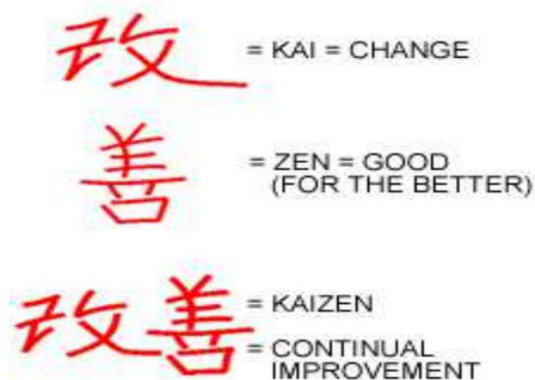 改 = KAI = CHANGE
善 = ZEN = GOOD
(FOR THE BETTER)
改善 = KAIZEN
= CONTINUAL
IMPROVEMENT